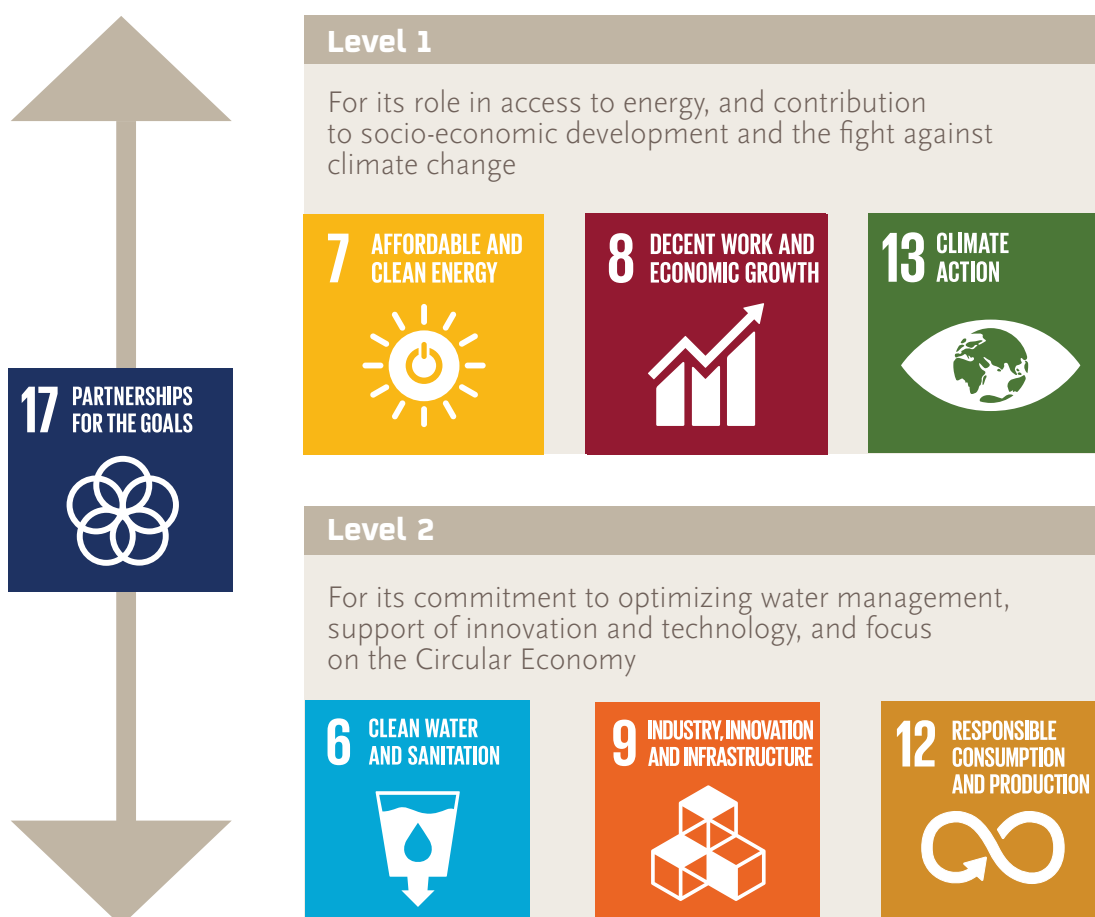 Level 1
For its role in access to energy, and contribution
to socio-economic development and the fight against
climate change
7 AFFORDABLE AND
CLEAN ENERGY
8 DECENT WORK AND
ECONOMIC GROWTH
13 CLIMATE
ACTION
17 PARTNERSHIPS
FOR THE GOALS
Level 2
For its commitment to optimizing water management,
support of innovation and technology, and focus
on the Circular Economy
6 CLEAN WATER
AND SANITATION
9 INDUSTRY, INNOVATION
AND INFRASTRUCTURE
12 RESPONSIBLE
CONSUMPTION
AND PRODUCTION